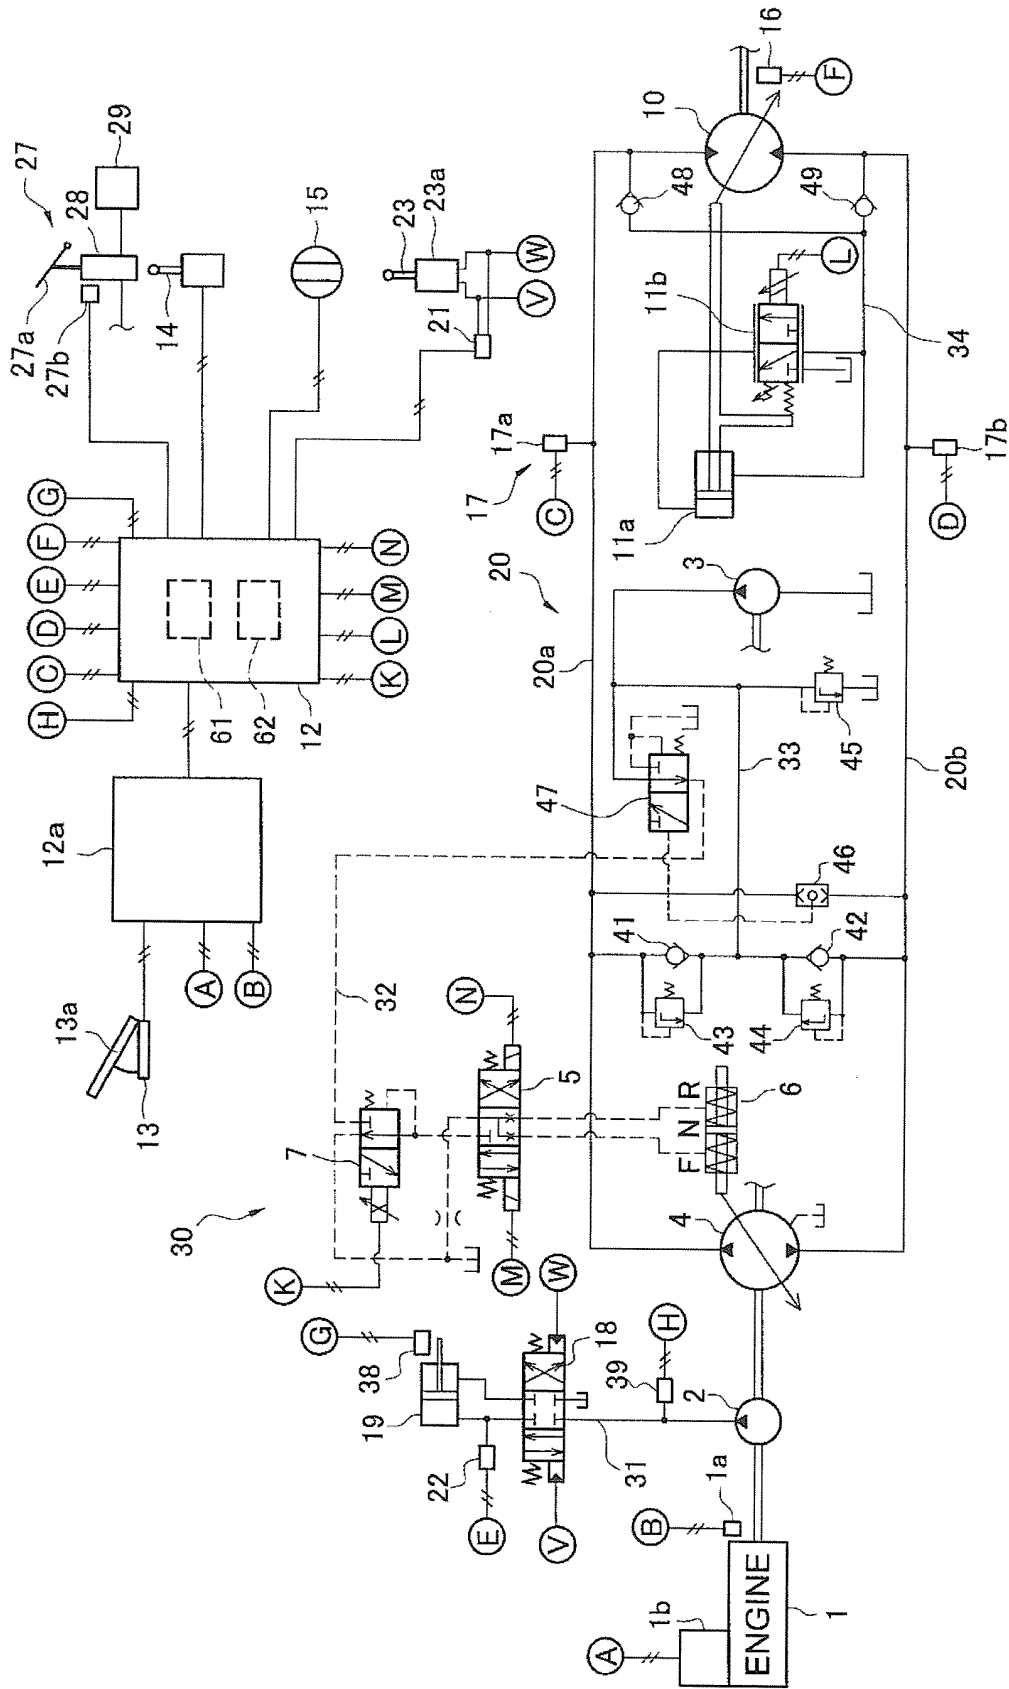 30
K
G
38
19
22
E
V
W
18
31
39
H
2
1a
B
A
1b
ENGINE
1
13a
13
12a
A
B
32
N
7
5
M
F N R
6
4
H
C
D
E
F
G
61
62
12
K
L
M
N
27
27a
27b
28
29
14
15
23
23a
21
V
W
20
20a
47
33
45
46
41
42
43
44
20b
3
17
17a
C
11a
11b
L
34
48
49
10
16
F
17b
D